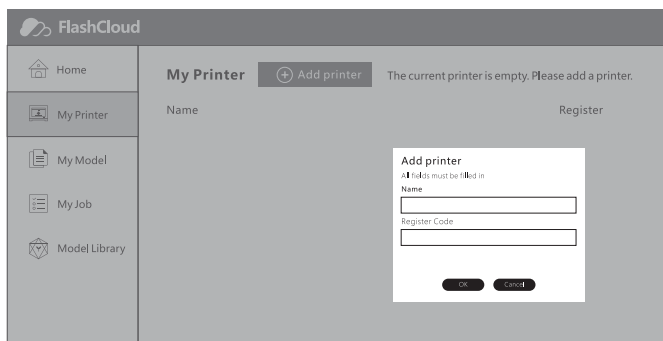 FlashCloud
Home
My Printer
My Model
My Job
Model Library
My Printer
Add printer
The current printer is empty. Please add a printer.
Name
Register
Add printer
All fields must be filled in
Name
Register Code
OK
Cancel